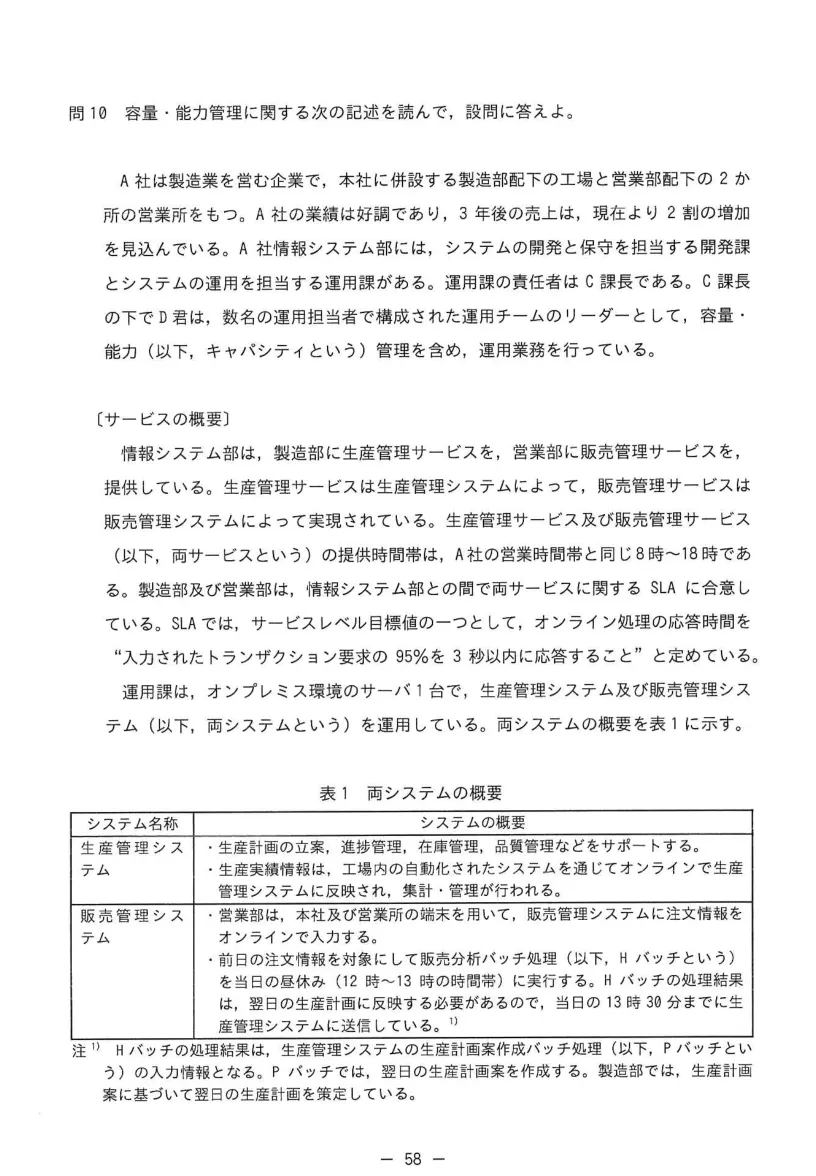 問10 容量・能力管理に関する次の記述を読んで，設問に答えよ。
A 社は製造業を営む企業で，本社に併設する製造部配下の工場と営業部配下の 2 か
所の営業所をもつ。A 社の業績は好調であり，3 年後の売上は，現在より 2 割の増加
を見込んでいる。A 社情報システム部には，システムの開発と保守を担当する開発課
とシステムの運用を担当する運用課がある。運用課の責任者は C 課長である。C 課長
の下で D 君は，数名の運用担当者で構成された運用チームのリーダーとして，容量・
能力（以下，キャパシティという）管理を含め，運用業務を行っている。
〔サービスの概要〕
情報システム部は，製造部に生産管理サービスを，営業部に販売管理サービスを，
提供している。生産管理サービスは生産管理システムによって，販売管理サービスは
販売管理システムによって実現されている。生産管理サービス及び販売管理サービス
（以下，両サービスという）の提供時間帯は，A社の営業時間帯と同じ8時～18時であ
る。製造部及び営業部は，情報システム部との間で両サービスに関する SLA に合意し
ている。SLA では，サービスレベル目標値の一つとして，オンライン処理の応答時間を
“入力されたトランザクション要求の 95%を 3 秒以内に応答すること”と定めている。
運用課は，オンプレミス環境のサーバ 1 台で，生産管理システム及び販売管理シス
テム（以下，両システムという）を運用している。両システムの概要を表 1 に示す。
表 1 両システムの概要
システム名称 システムの概要
生産管理シス ・生産計画の立案，進捗管理，在庫管理，品質管理などをサポートする。
テム ・生産実績情報は，工場内の自動化されたシステムを通じてオンラインで生産
管理システムに反映され，集計・管理が行われる。
販売管理シス ・営業部は，本社及び営業所の端末を用いて，販売管理システムに注文情報を
テム オンラインで入力する。
・前日の注文情報を対象にして販売分析バッチ処理（以下，H バッチという）
を当日の昼休み（12 時～13 時の時間帯）に実行する。H バッチの処理結果
は，翌日の生産計画に反映する必要があるので，当日の 13 時 30 分までに生
産管理システムに送信している。1)
注 1) H バッチの処理結果は，生産管理システムの生産計画案作成バッチ処理（以下，P バッチとい
う）の入力情報となる。P バッチでは，翌日の生産計画案を作成する。製造部では，生産計画
案に基づいて翌日の生産計画を策定している。
－ 58 －